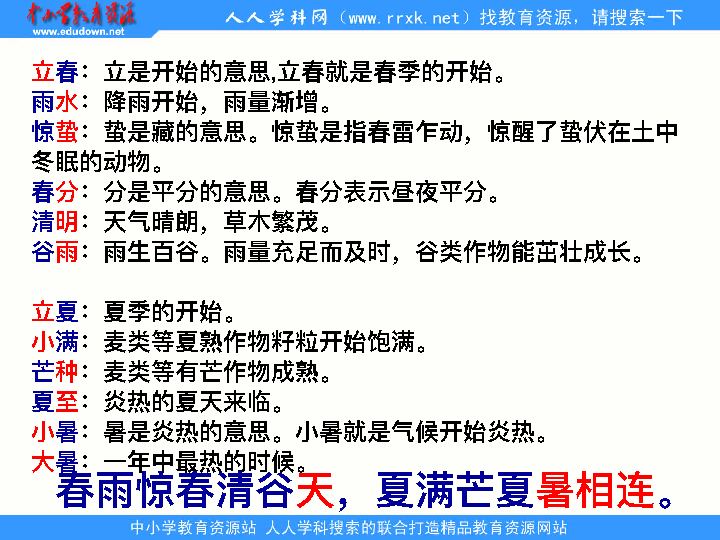 中小学教育资源
www.edudown.net
人人学科网（www.rrxk.net）找教育资源，请搜索一下
立春：立是开始的意思,立春就是春季的开始。
雨水：降雨开始，雨量渐增。
惊蛰：蛰是藏的意思。惊蛰是指春雷乍动，惊醒了蛰伏在土中
冬眠的动物。
春分：分是平分的意思。春分表示昼夜平分。
清明：天气晴朗，草木繁茂。
谷雨：雨生百谷。雨量充足而及时，谷类作物能茁壮成长。
立夏：夏季的开始。
小满：麦类等夏熟作物籽粒开始饱满。
芒种：麦类等有芒作物成熟。
夏至：炎热的夏天来临。
小暑：暑是炎热的意思。小暑就是气候开始炎热。
大暑：一年中最热的时候。
春雨惊春清谷天，夏满芒夏暑相连。
中小学教育资源站 人人学科搜索的联合打造精品教育资源网站